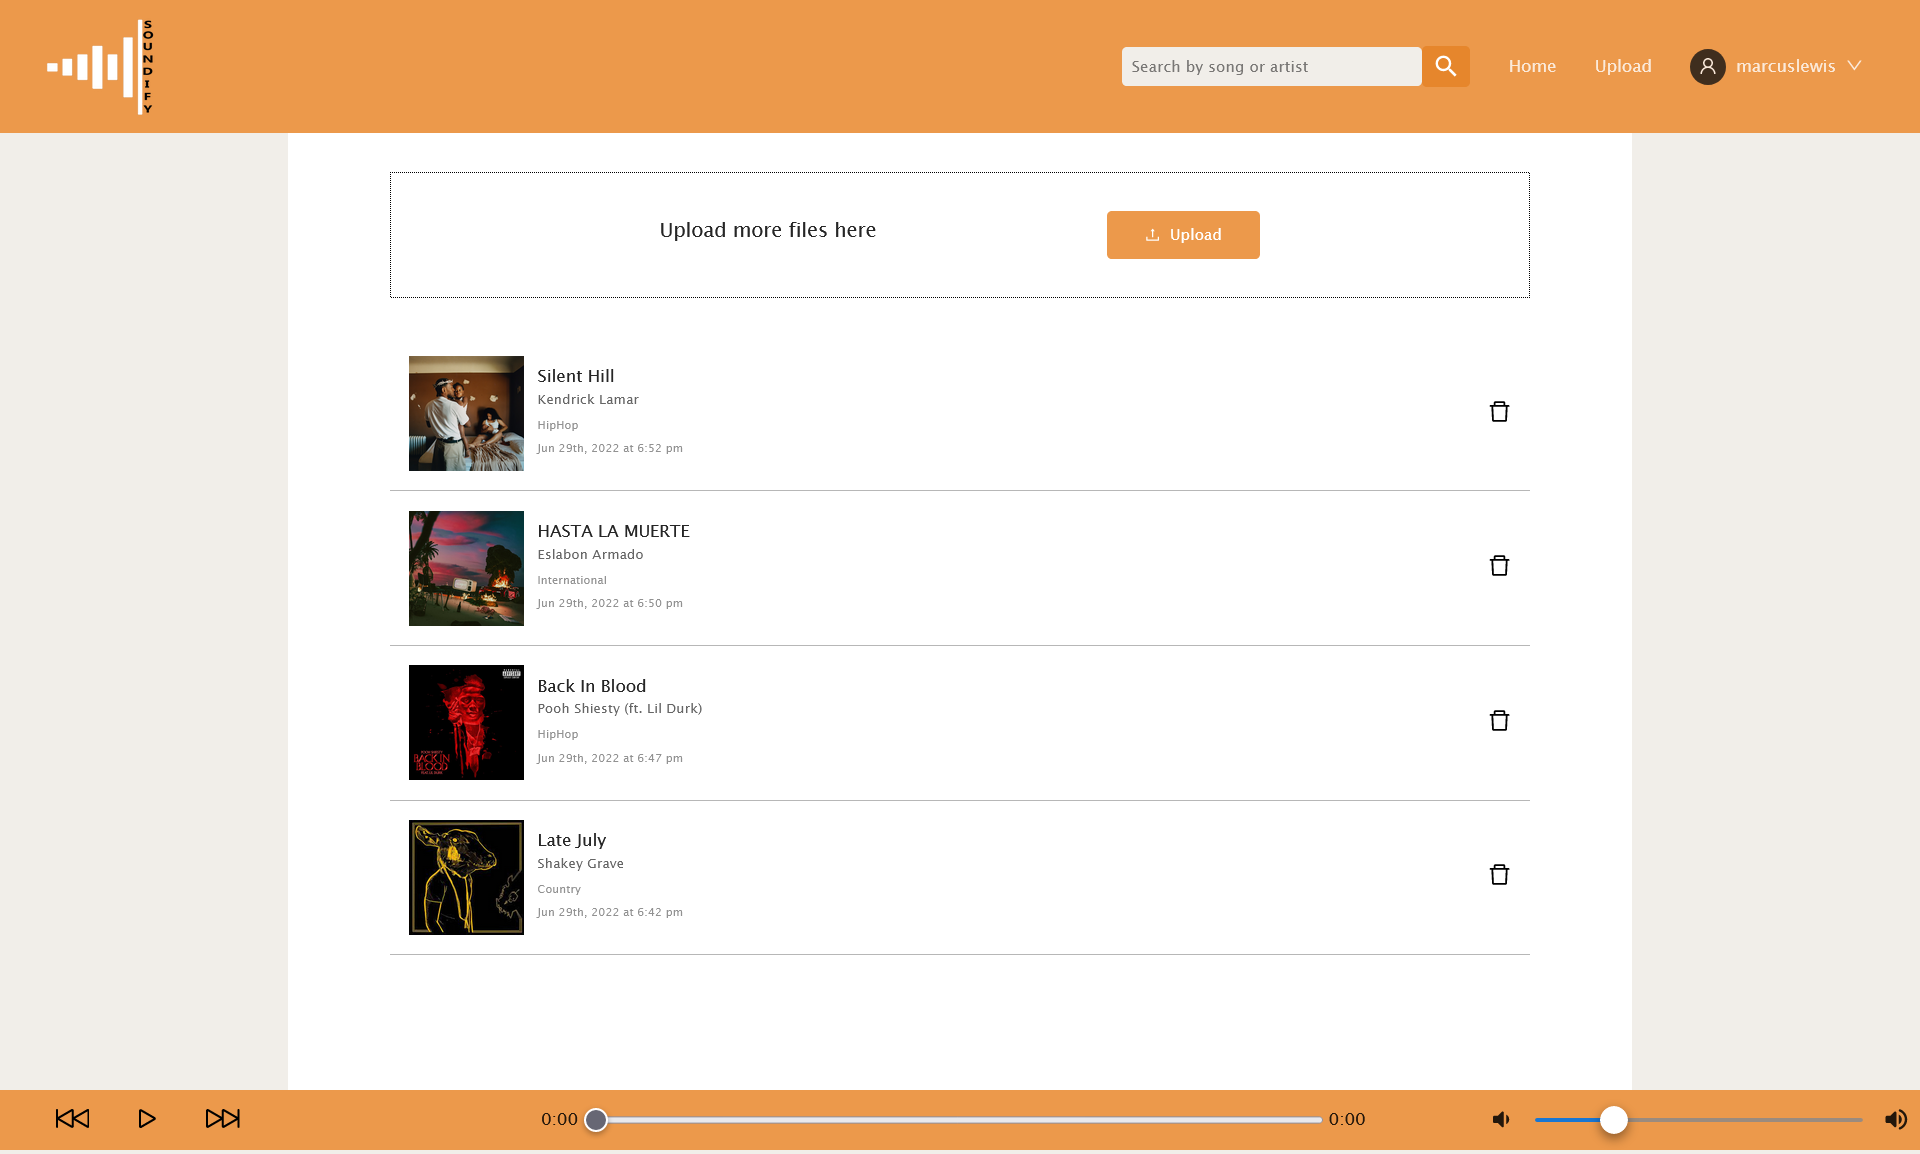 SOUNDIFY
Search by song or artist
Home
Upload
marcuslewis
Upload more files here
Upload
Silent Hill
Kendrick Lamar
HipHop
Jun 29th, 2022 at 6:52 pm
HASTA LA MUERTE
Eslabon Armado
International
Jun 29th, 2022 at 6:50 pm
BACK IN
BLOOD
Back In Blood
Pooh Shiesty (ft. Lil Durk)
HipHop
Jun 29th, 2022 at 6:47 pm
Late July
Shakey Grave
Country
Jun 29th, 2022 at 6:42 pm
0:00
0:00